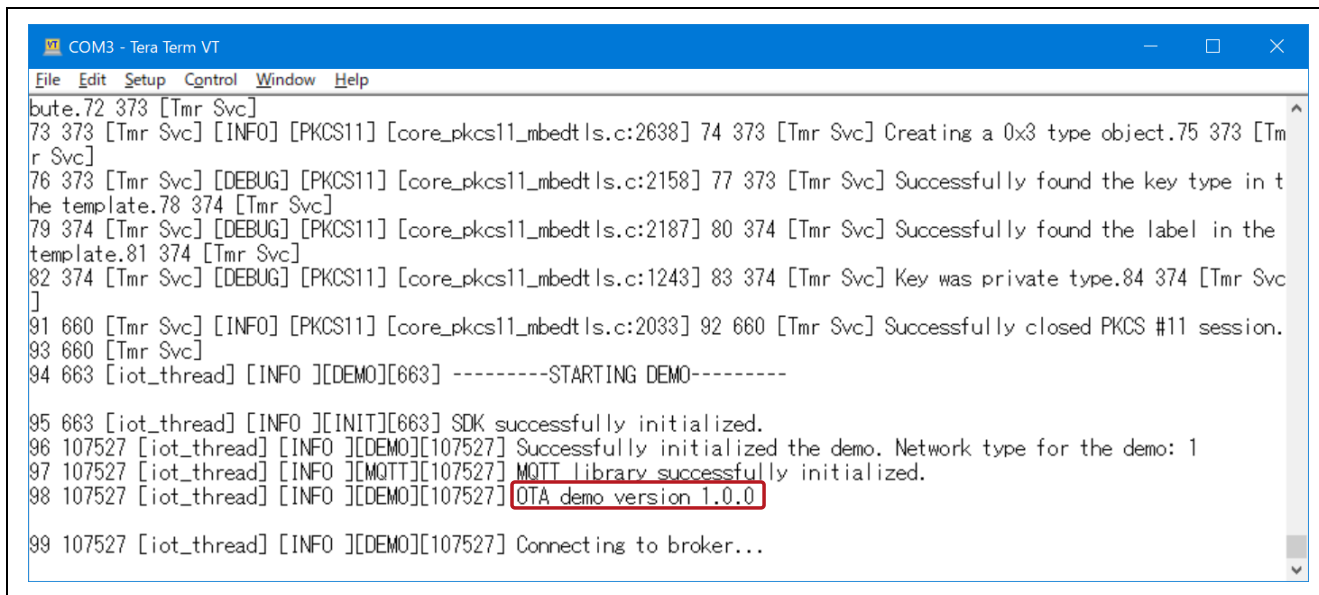 COM3 - Tera Term VT
File Edit Setup Control Window Help
bute.72 373 [Tmr Svc]
73 373 [Tmr Svc] [INFO] [PKCS11] [core_pkcs11_mbedtls.c:2638] 74 373 [Tmr Svc] Creating a 0x3 type object.75 373 [Tm
r Svc]
76 373 [Tmr Svc] [DEBUG] [PKCS11] [core_pkcs11_mbedtls.c:2158] 77 373 [Tmr Svc] Successfully found the key type in t
he template.78 374 [Tmr Svc]
79 374 [Tmr Svc] [DEBUG] [PKCS11] [core_pkcs11_mbedtls.c:2187] 80 374 [Tmr Svc] Successfully found the label in the
template.81 374 [Tmr Svc]
82 374 [Tmr Svc] [DEBUG] [PKCS11] [core_pkcs11_mbedtls.c:1243] 83 374 [Tmr Svc] Key was private type.84 374 [Tmr Svc
]
91 660 [Tmr Svc] [INFO] [PKCS11] [core_pkcs11_mbedtls.c:2033] 92 660 [Tmr Svc] Successfully closed PKCS #11 session.
93 660 [Tmr Svc]
94 663 [iot_thread] [INFO ][DEMO][663] ---------STARTING DEMO---------
95 663 [iot_thread] [INFO ][INIT][663] SDK successfully initialized.
96 107527 [iot_thread] [INFO ][DEMO][107527] Successfully initialized the demo. Network type for the demo: 1
97 107527 [iot_thread] [INFO ][MQTT][107527] MQTT library successfully initialized.
98 107527 [iot_thread] [INFO ][DEMO][107527] OTA demo version 1.0.0
99 107527 [iot_thread] [INFO ][DEMO][107527] Connecting to broker...